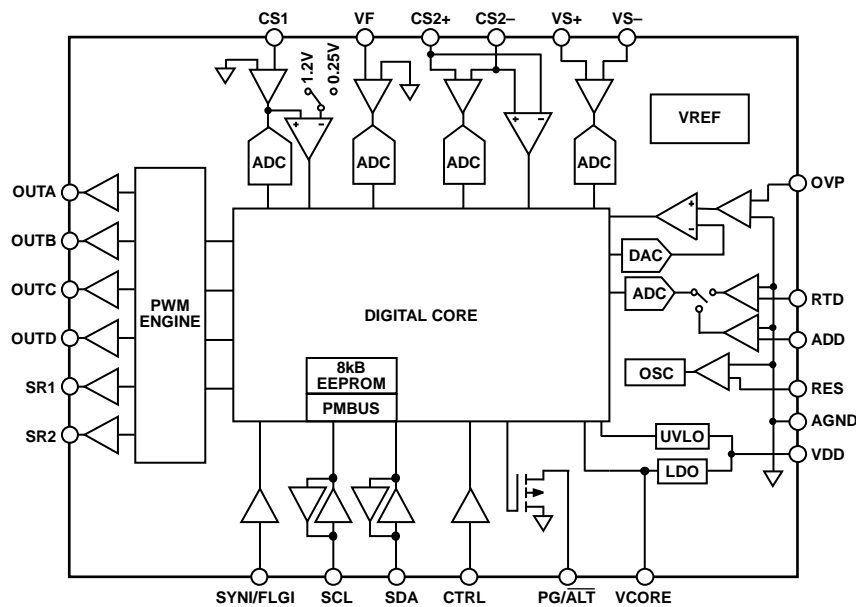 CS1 VF CS2+ CS2– VS+ VS–
1.2V
0.25V
+ –
+ –
VREF
ADC
ADC
ADC
ADC
OUTA
OUTB
OUTC
OUTD
SR1
SR2
PWM
ENGINE
DIGITAL CORE
8kB
EEPROM
PMBUS
+
–
DAC
ADC
OSC
UVLO
LDO
OVP
RTD
ADD
RES
AGND
VDD
SYNI/FLGI SCL SDA CTRL PG/A̅L̅T̅ VCORE